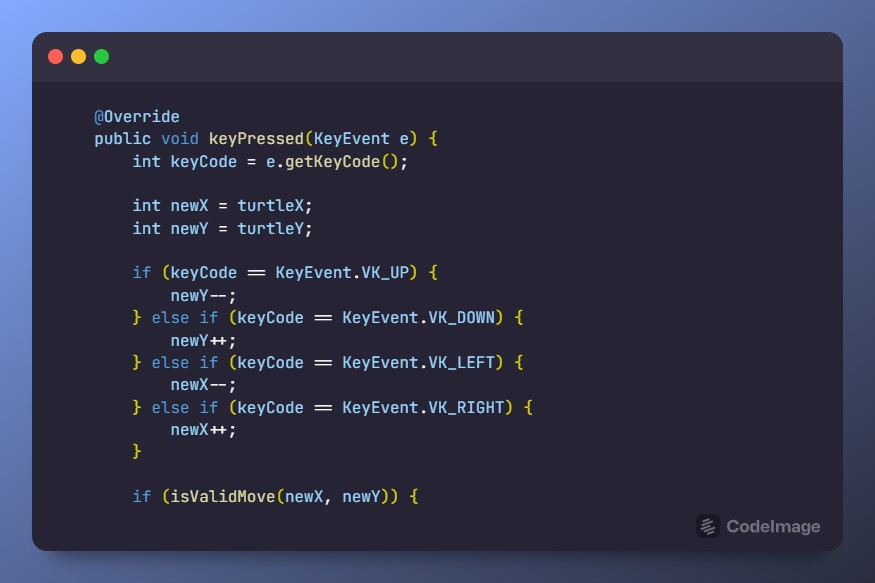 @Override
public void keyPressed(KeyEvent e) {
    int keyCode = e.getKeyCode();

    int newX = turtleX;
    int newY = turtleY;

    if (keyCode == KeyEvent.VK_UP) {
        newY--;
    } else if (keyCode == KeyEvent.VK_DOWN) {
        newY++;
    } else if (keyCode == KeyEvent.VK_LEFT) {
        newX--;
    } else if (keyCode == KeyEvent.VK_RIGHT) {
        newX++;
    }

    if (isValidMove(newX, newY)) {
CodeImage